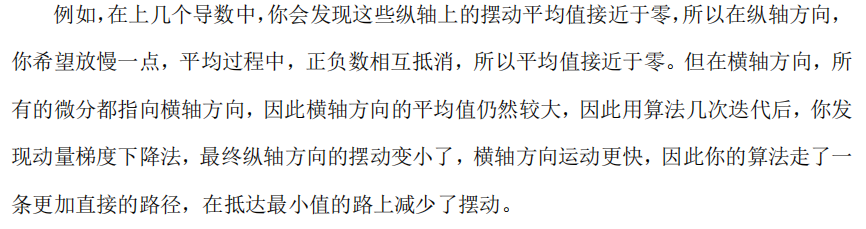 例如，在上几个导数中，你会发现这些纵轴上的摆动平均值接近于零，所以在纵轴方向，
你希望放慢一点，平均过程中，正负数相互抵消，所以平均值接近于零。但在横轴方向，所
有的微分都指向横轴方向，因此横轴方向的平均值仍然较大，因此用算法几次迭代后，你发
现动量梯度下降法，最终纵轴方向的摆动变小了，横轴方向运动更快，因此你的算法走了一
条更加直接的路径，在抵达最小值的路上减少了摆动。